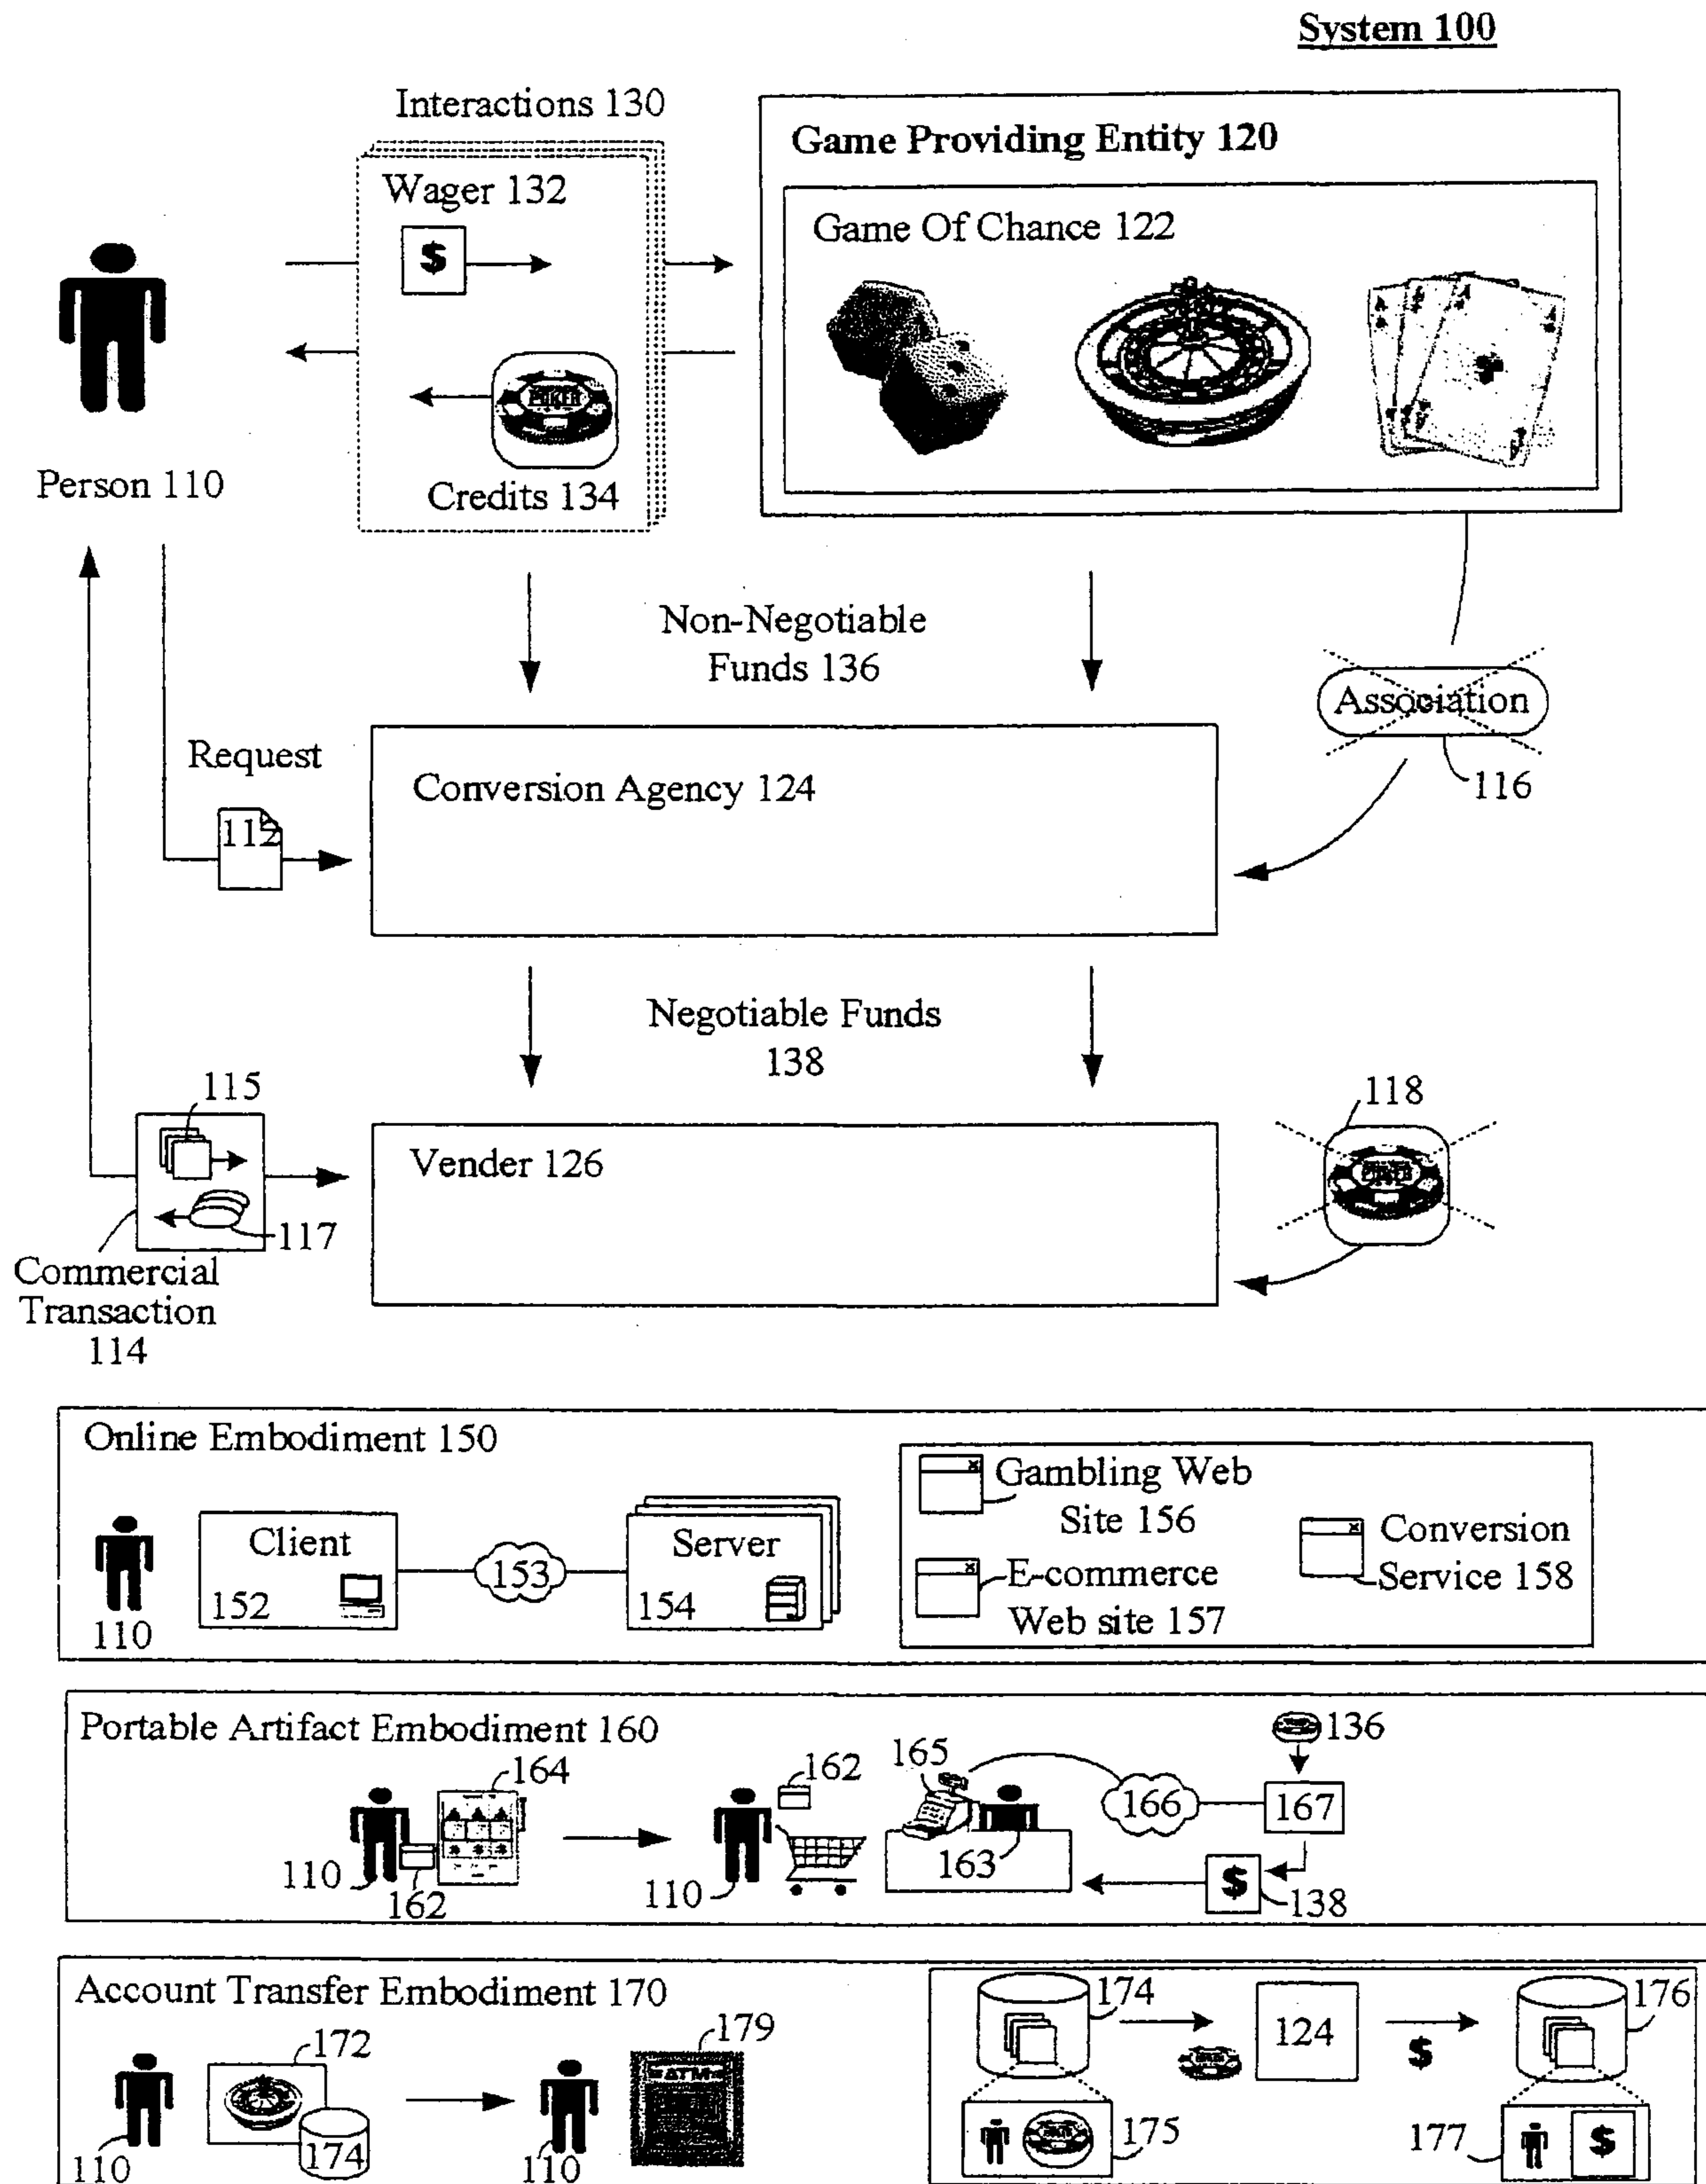 System 100
Interactions 130
Game Providing Entity 120
Wager 132
Game Of Chance 122
$
POKER
Person 110
Credits 134
Non-Negotiable
Funds 136
Association
116
Request
112
Conversion Agency 124
Negotiable Funds
138
115
118
Vender 126
117
Commercial
Transaction
114
Online Embodiment 150
Gambling Web
Site 156
Conversion
Service 158
E-commerce
Web site 157
Client
152
153
Server
154
110
Portable Artifact Embodiment 160
136
164
162
165
166
167
110
162
110
163
$
138
Account Transfer Embodiment 170
172
179
ATM
174
110
110
174
124
176
$
175
177
$